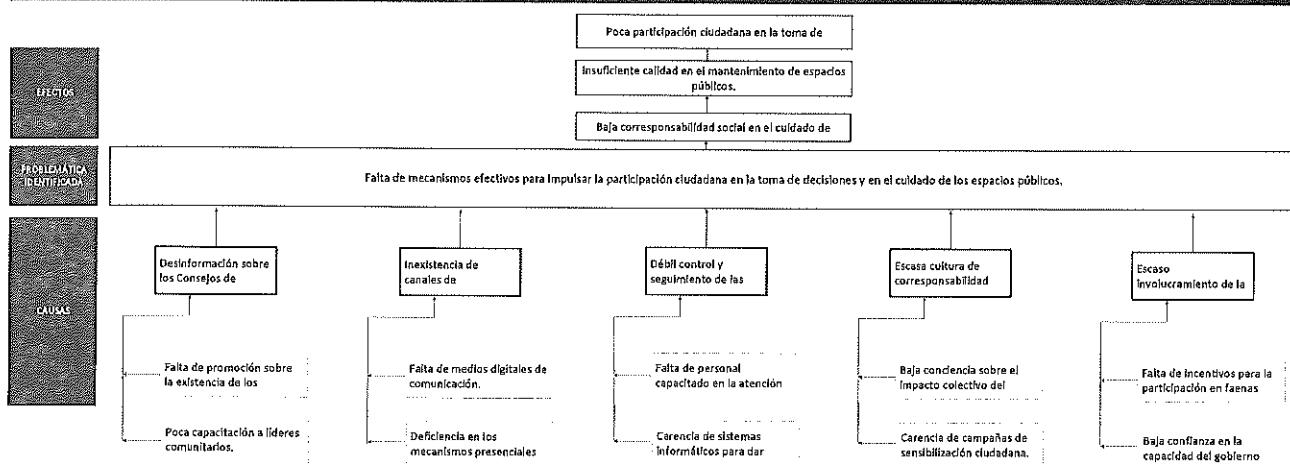 Poca participación ciudadana en la toma de
EFECTOS
Insuficiente calidad en el mantenimiento de espacios
públicos.
Baja corresponsabilidad social en el cuidado de
PROBLEMÁTICA
IDENTIFICADA
Falta de mecanismos efectivos para impulsar la participación ciudadana en la toma de decisiones y en el cuidado de los espacios públicos.
CAUSAS
Desinformación sobre
los Consejos de
Inexistencia de
canales de
Débil control y
seguimiento de las
Escasa cultura de
corresponsabilidad
Escaso
involucramiento de la
Falta de promoción sobre
la existencia de los
Falta de medios digitales de
comunicación.
Falta de personal
capacitado en la atención
Baja conciencia sobre el
impacto colectivo del
Falta de incentivos para la
participación en faenas
Poca capacitación a líderes
comunitarios.
Deficiencia en los
mecanismos presenciales
Carencia de sistemas
informáticos para dar
Carencia de campañas de
sensibilización ciudadana.
Baja confianza en la
capacidad del gobierno